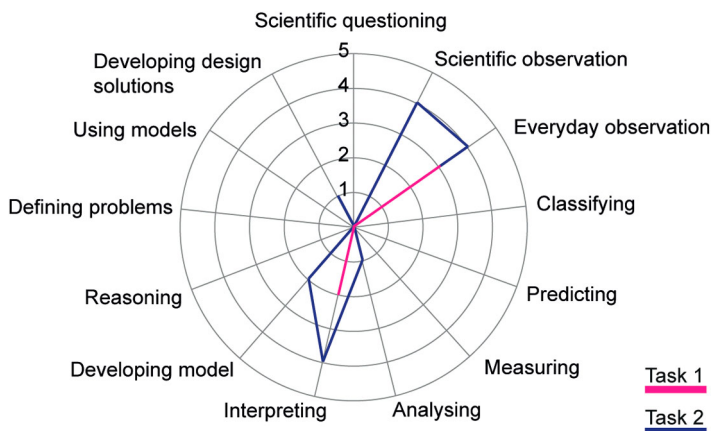 Scientific questioning
5
4
3
2
1
Scientific observation
Everyday observation
Classifying
Predicting
Measuring
Analysing
Interpreting
Developing model
Reasoning
Defining problems
Using models
Developing design
solutions
Task 1
Task 2